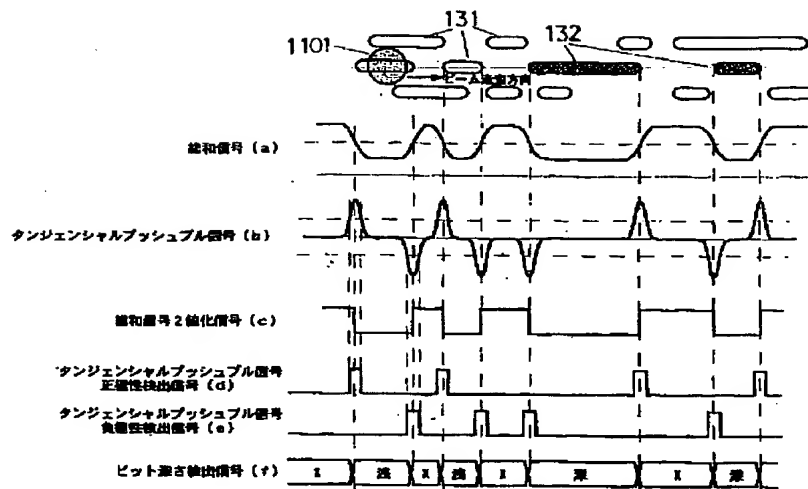 131
1101
132
ビーム走査方向
総和信号 (a)
タンジェンシャルプッシュプル信号 (b)
総和信号2値化信号 (c)
タンジェンシャルプッシュプル信号
正極性検出信号 (d)
タンジェンシャルプッシュプル信号
負極性検出信号 (e)
ピット深さ検出信号 (f)
X 浅 X 浅 X 深 X 深